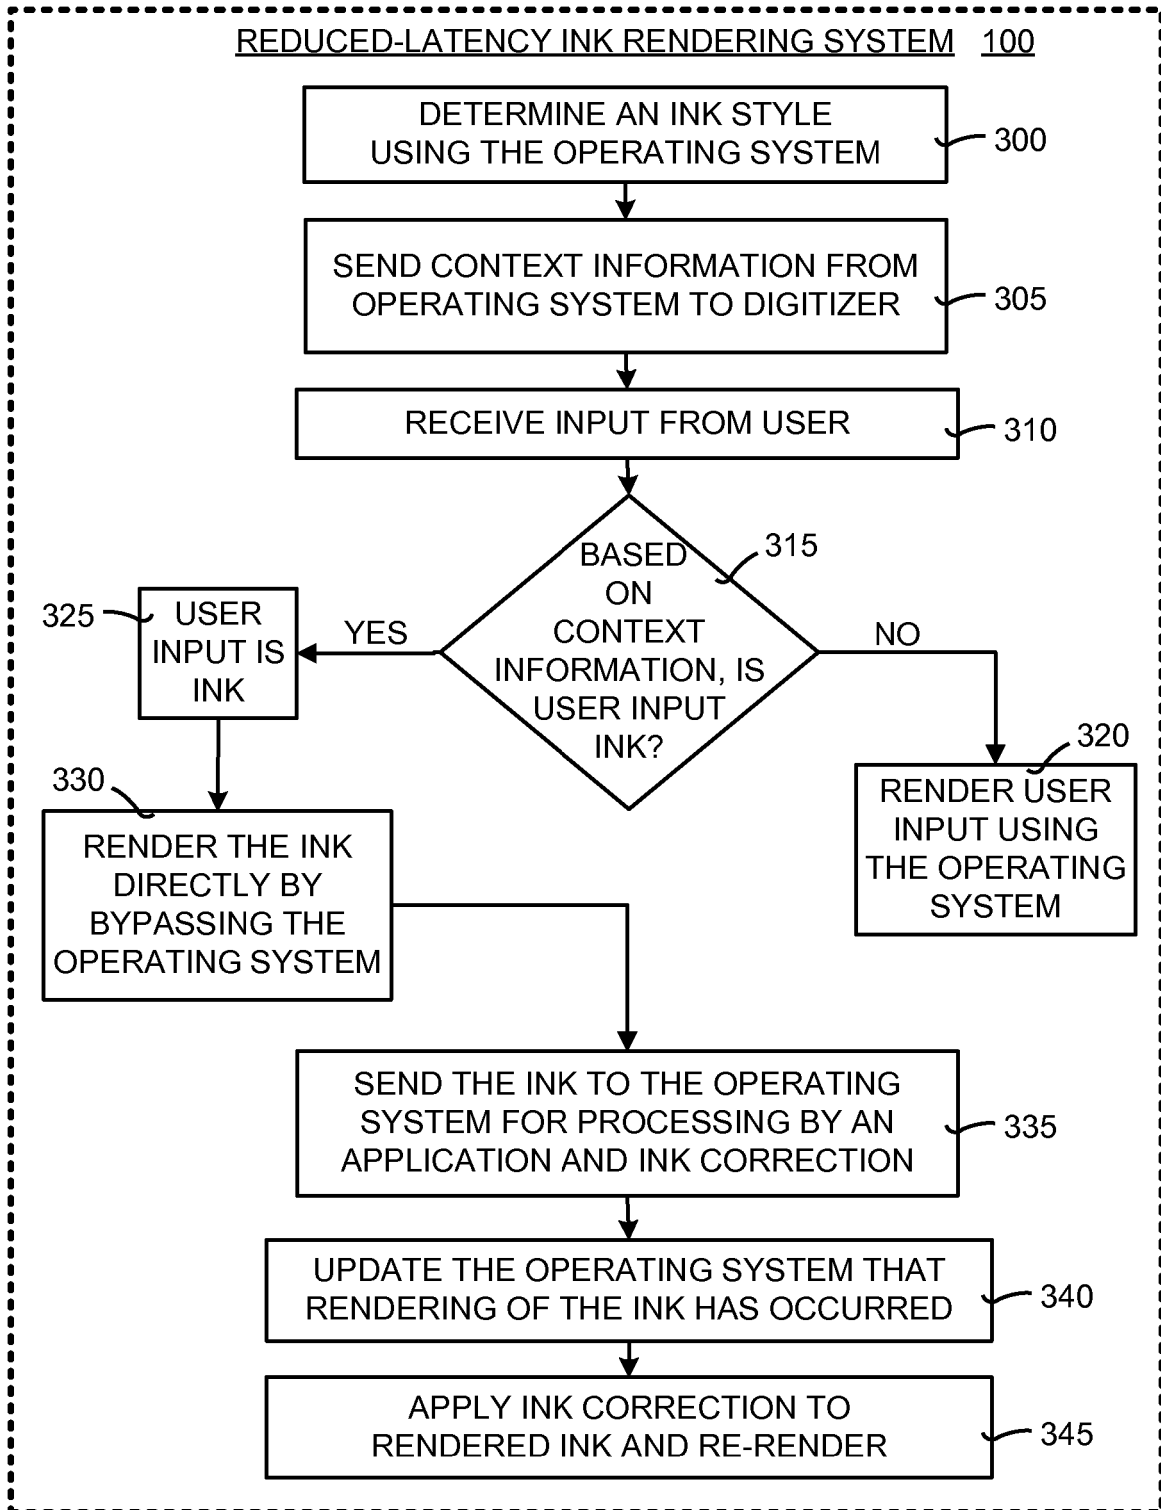 REDUCED-LATENCY INK RENDERING SYSTEM 100
DETERMINE AN INK STYLE
USING THE OPERATING SYSTEM
300
SEND CONTEXT INFORMATION FROM
OPERATING SYSTEM TO DIGITIZER
305
RECEIVE INPUT FROM USER
310
BASED
ON
CONTEXT
INFORMATION, IS
USER INPUT
INK?
315
YES
NO
325
USER
INPUT IS
INK
320
RENDER USER
INPUT USING
THE OPERATING
SYSTEM
330
RENDER THE INK
DIRECTLY BY
BYPASSING THE
OPERATING SYSTEM
SEND THE INK TO THE OPERATING
SYSTEM FOR PROCESSING BY AN
APPLICATION AND INK CORRECTION
335
UPDATE THE OPERATING SYSTEM THAT
RENDERING OF THE INK HAS OCCURRED
340
APPLY INK CORRECTION TO
RENDERED INK AND RE-RENDER
345